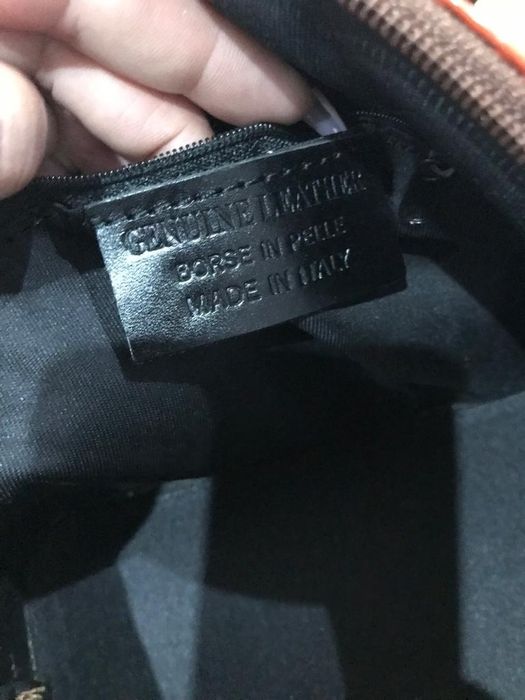 GENUINE LEATHER
BORSE IN PELLE
MADE IN ITALY